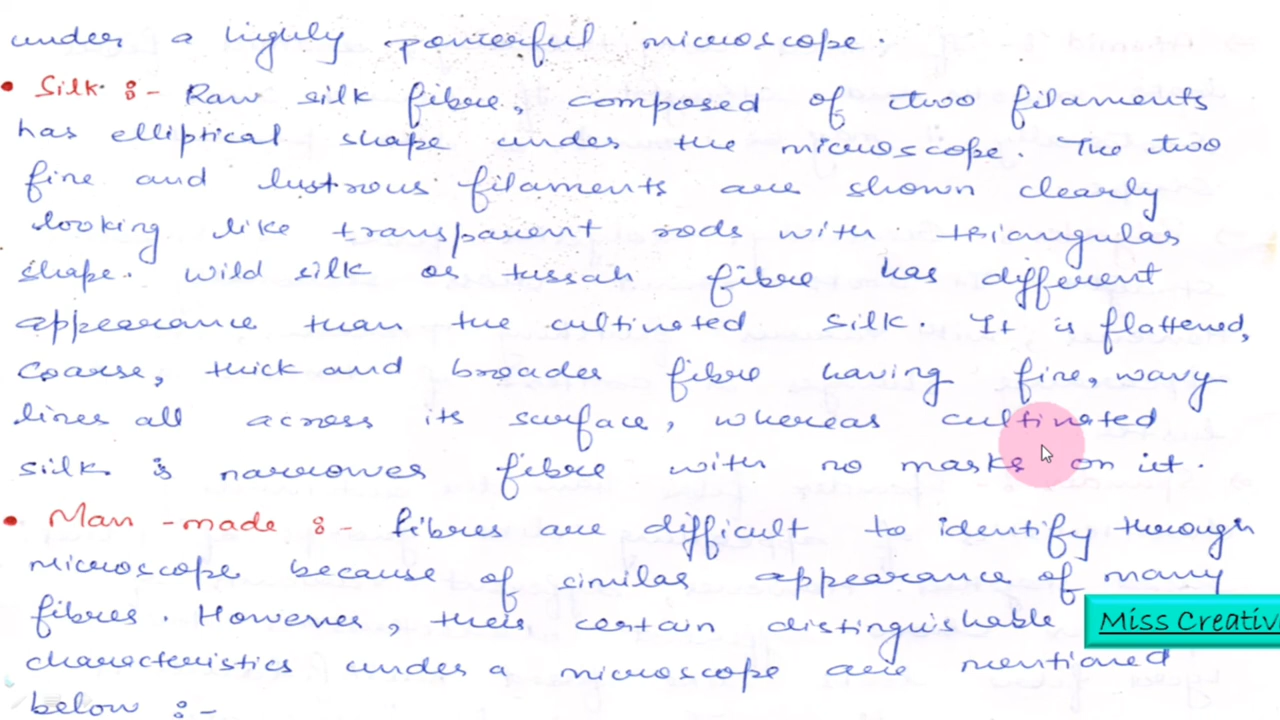 under a highly powerful microscope.
• Silk :- Raw silk fibre, composed of two filaments
has elliptical shape under the microscope. The two
fine and lustrous filaments are shown clearly
looking like transparent rods with triangular
shape. wild silk or tussah fibre has different
appearance than the cultivated silk. It is flattened,
coarse, thick and broader fibre having fine, wavy
lines all across its surface, whereas cultivated
silk is narrower fibre with no marks on it.
• Man-made :- fibres are difficult to identify through
microscope because of similar appearance of many
fibres. However, their certain distinguishable
Miss Creativ
characteristics under a microscope are mentioned
below :-